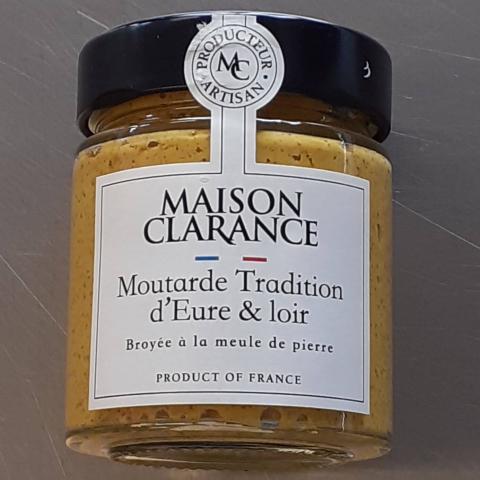 PRODUCTEUR
MC
ARTISAN
MAISON
CLARANCE
Moutarde Tradition
d'Eure & loir
Broyée à la meule de pierre
PRODUCT OF FRANCE